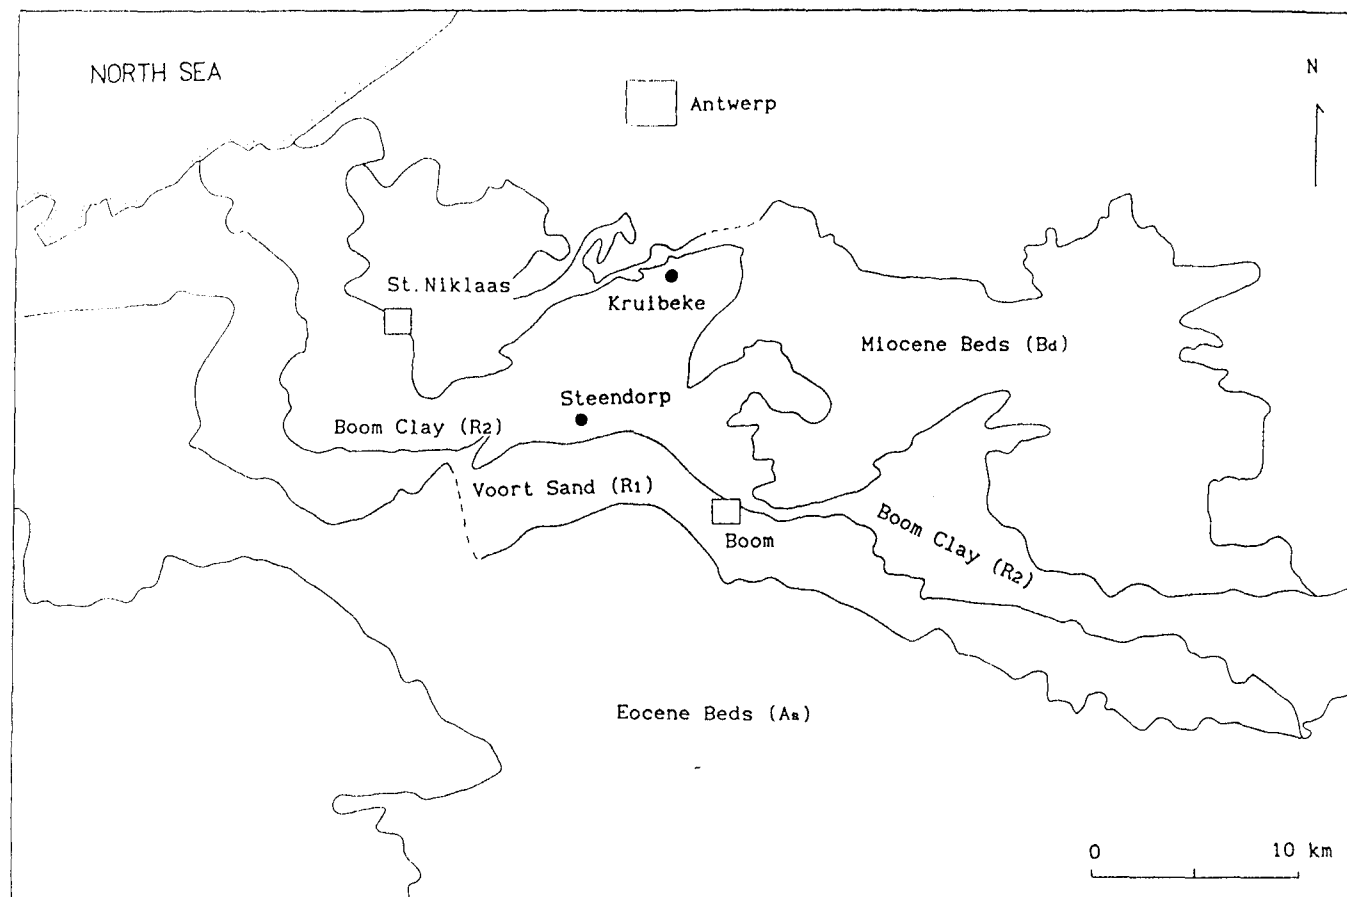 NORTH SEA
N
Antwerp
St.Niklaas
Kruibeke
Miocene Beds (Bd)
Steendorp
Boom Clay (R2)
Voort Sand (R1)
Boom
Boom Clay (R2)
Eocene Beds (As)
0 10 km